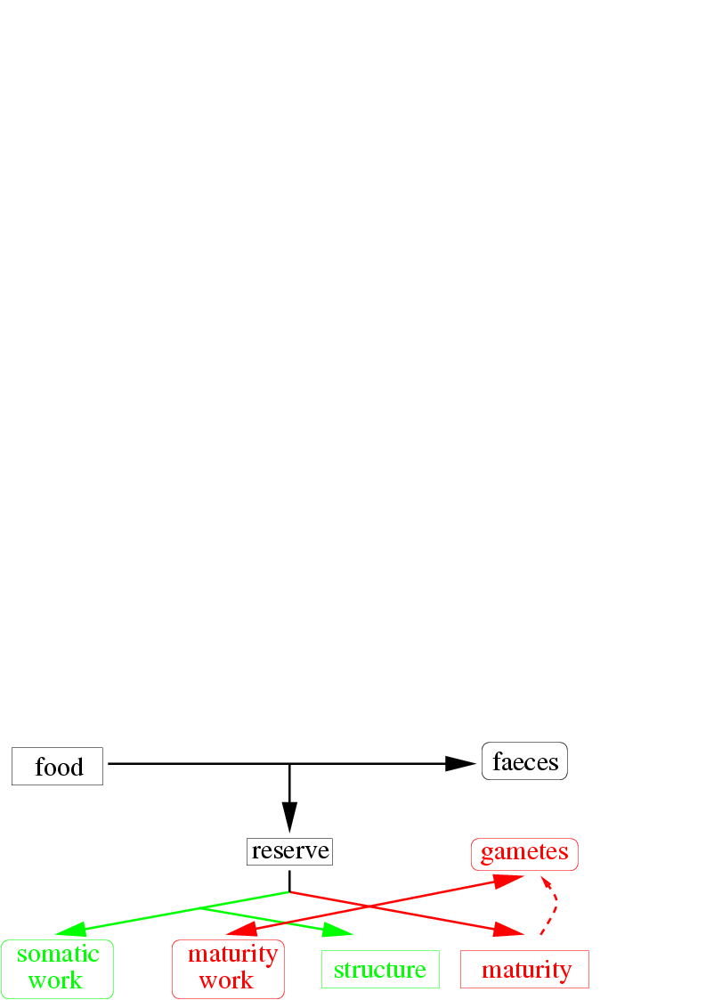 food
faeces
reserve
gametes
somatic
work
maturity
work
structure
maturity